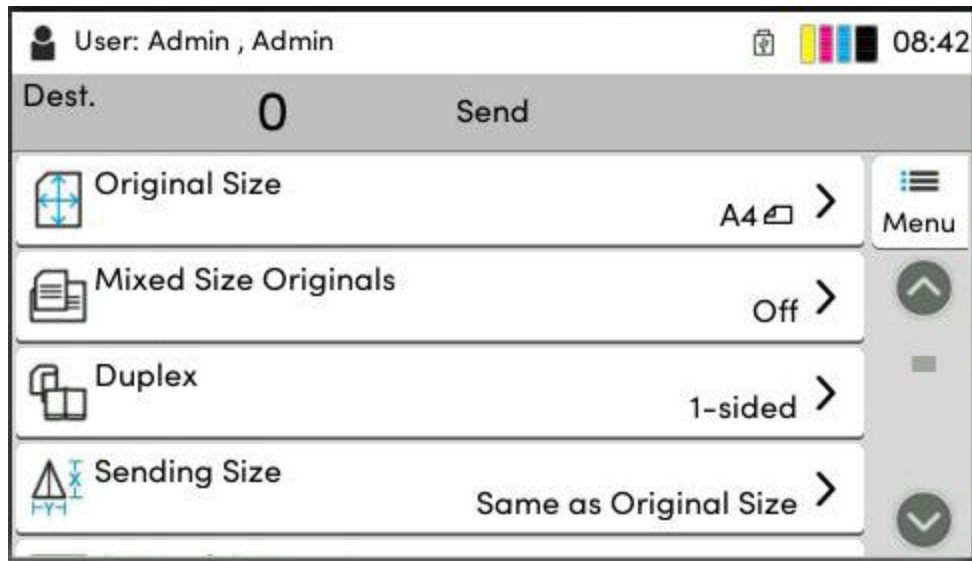 User: Admin , Admin
08:42
Dest.
0
Send
Original Size
A4
Menu
Mixed Size Originals
Off
Duplex
1-sided
Sending Size
X
Y
Same as Original Size